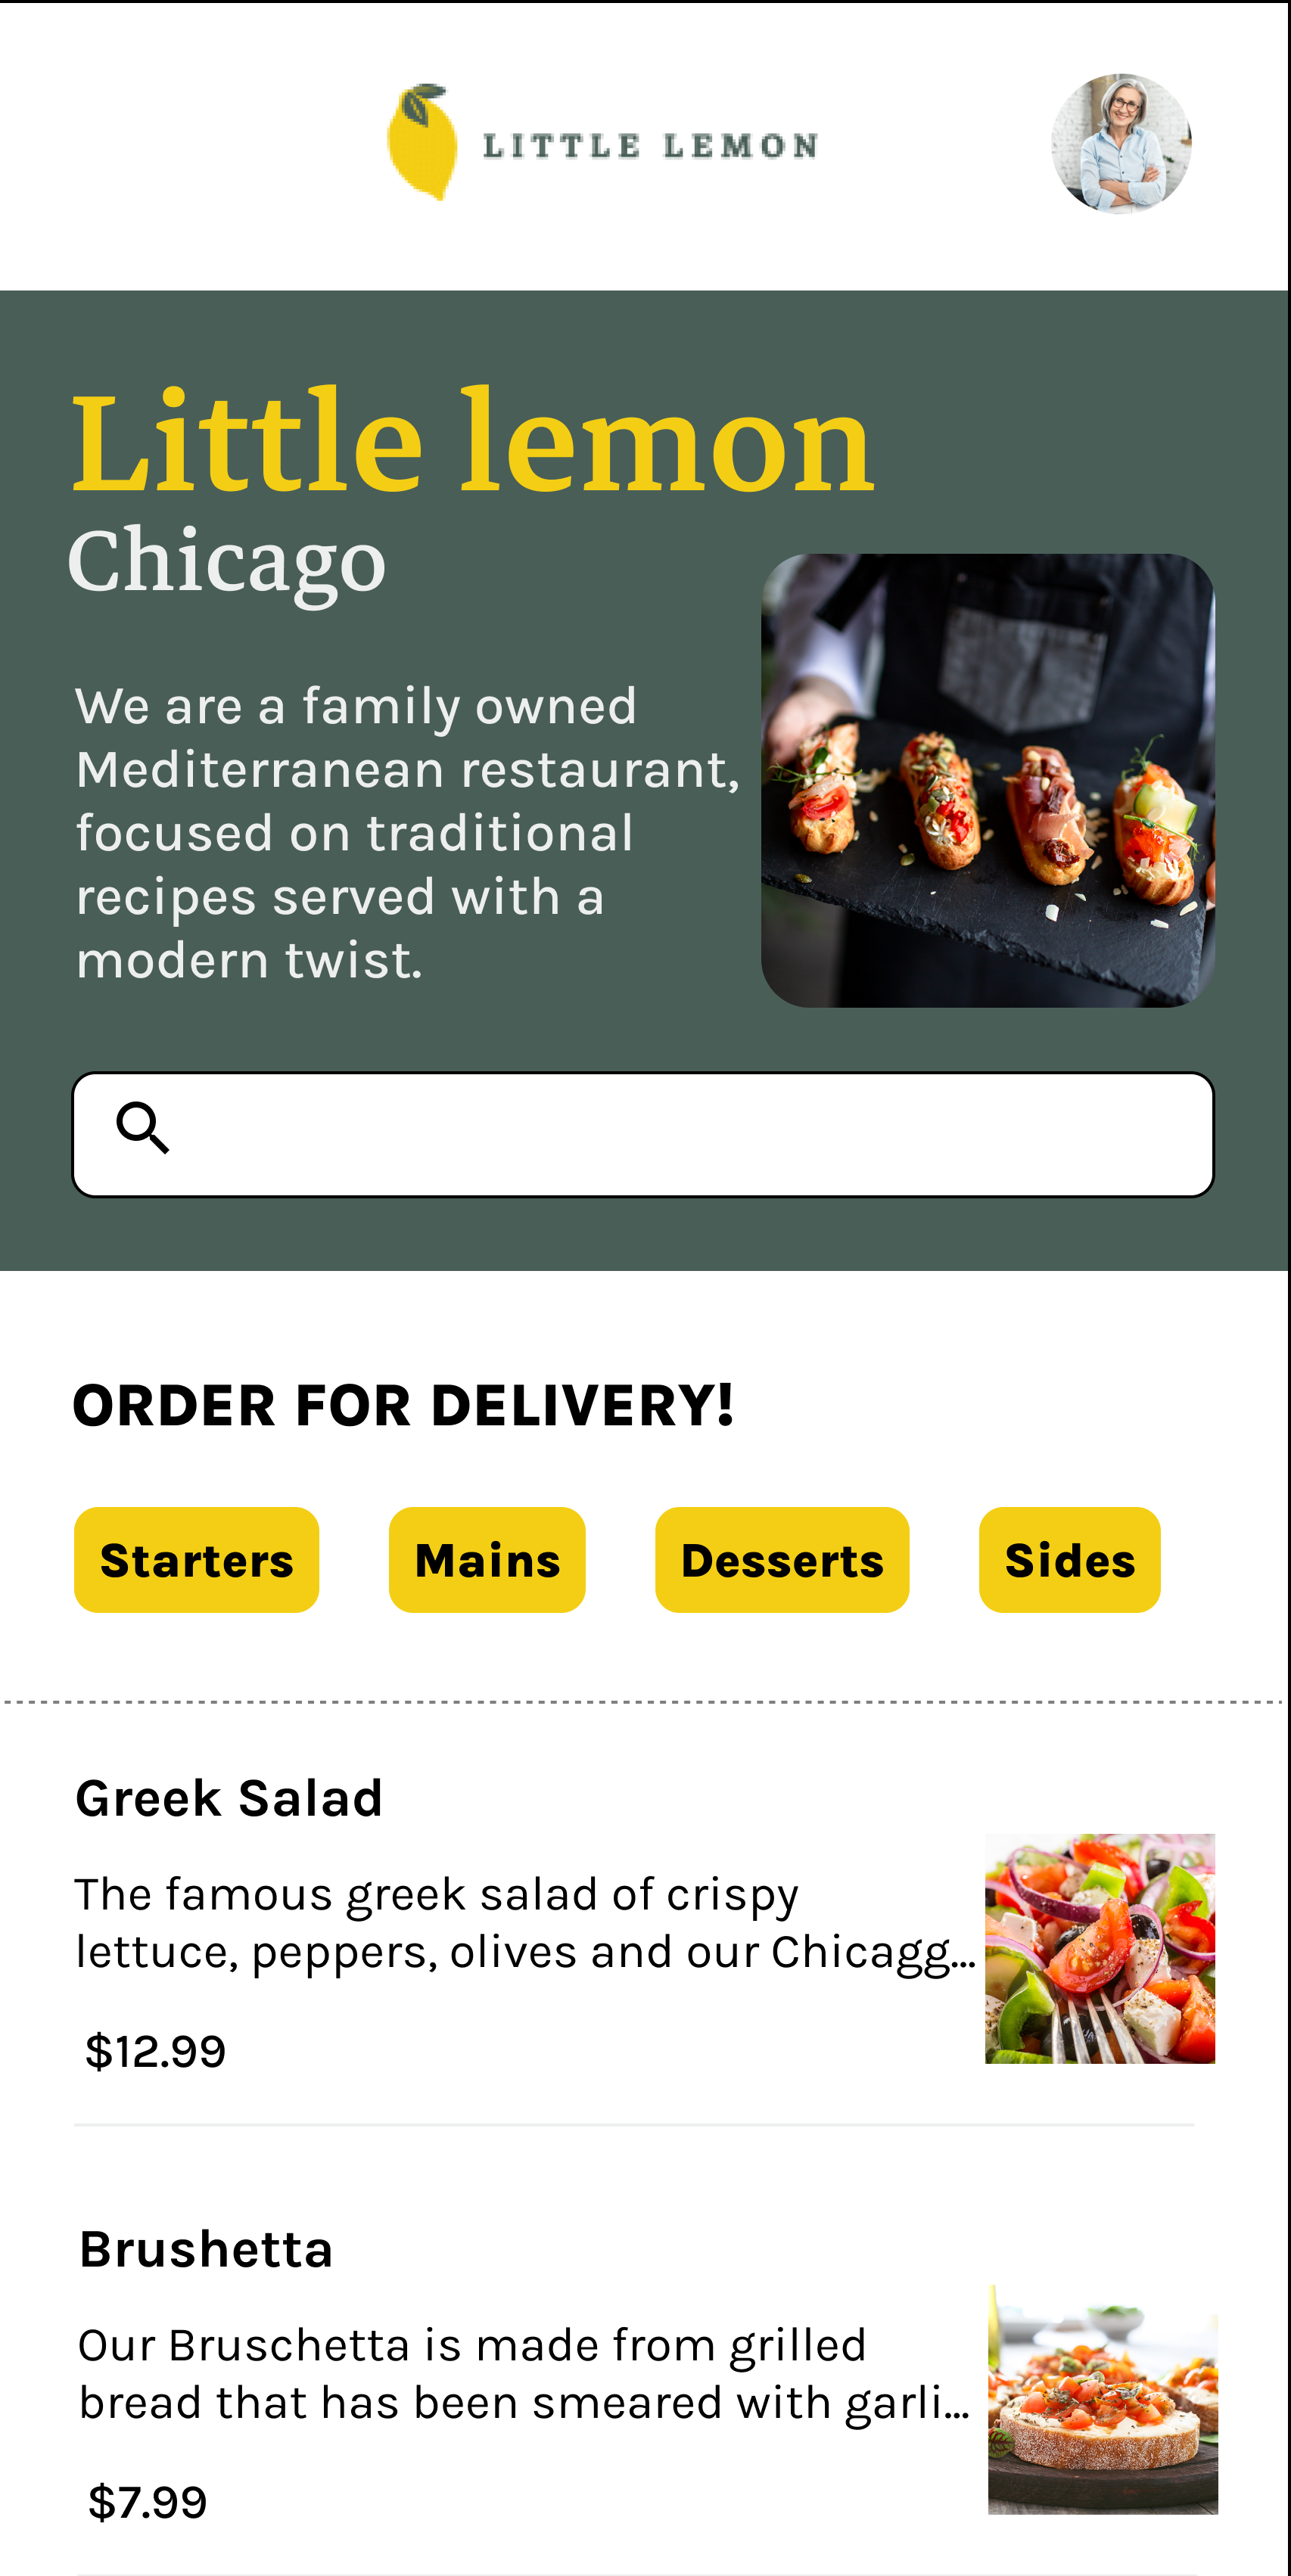 LITTLE LEMON
Little lemon
Chicago
We are a family owned
Mediterranean restaurant,
focused on traditional
recipes served with a
modern twist.
ORDER FOR DELIVERY!
Starters Mains Desserts Sides
Greek Salad
The famous greek salad of crispy
lettuce, peppers, olives and our Chicagg...
$12.99
Brushetta
Our Bruschetta is made from grilled
bread that has been smeared with garli...
$7.99